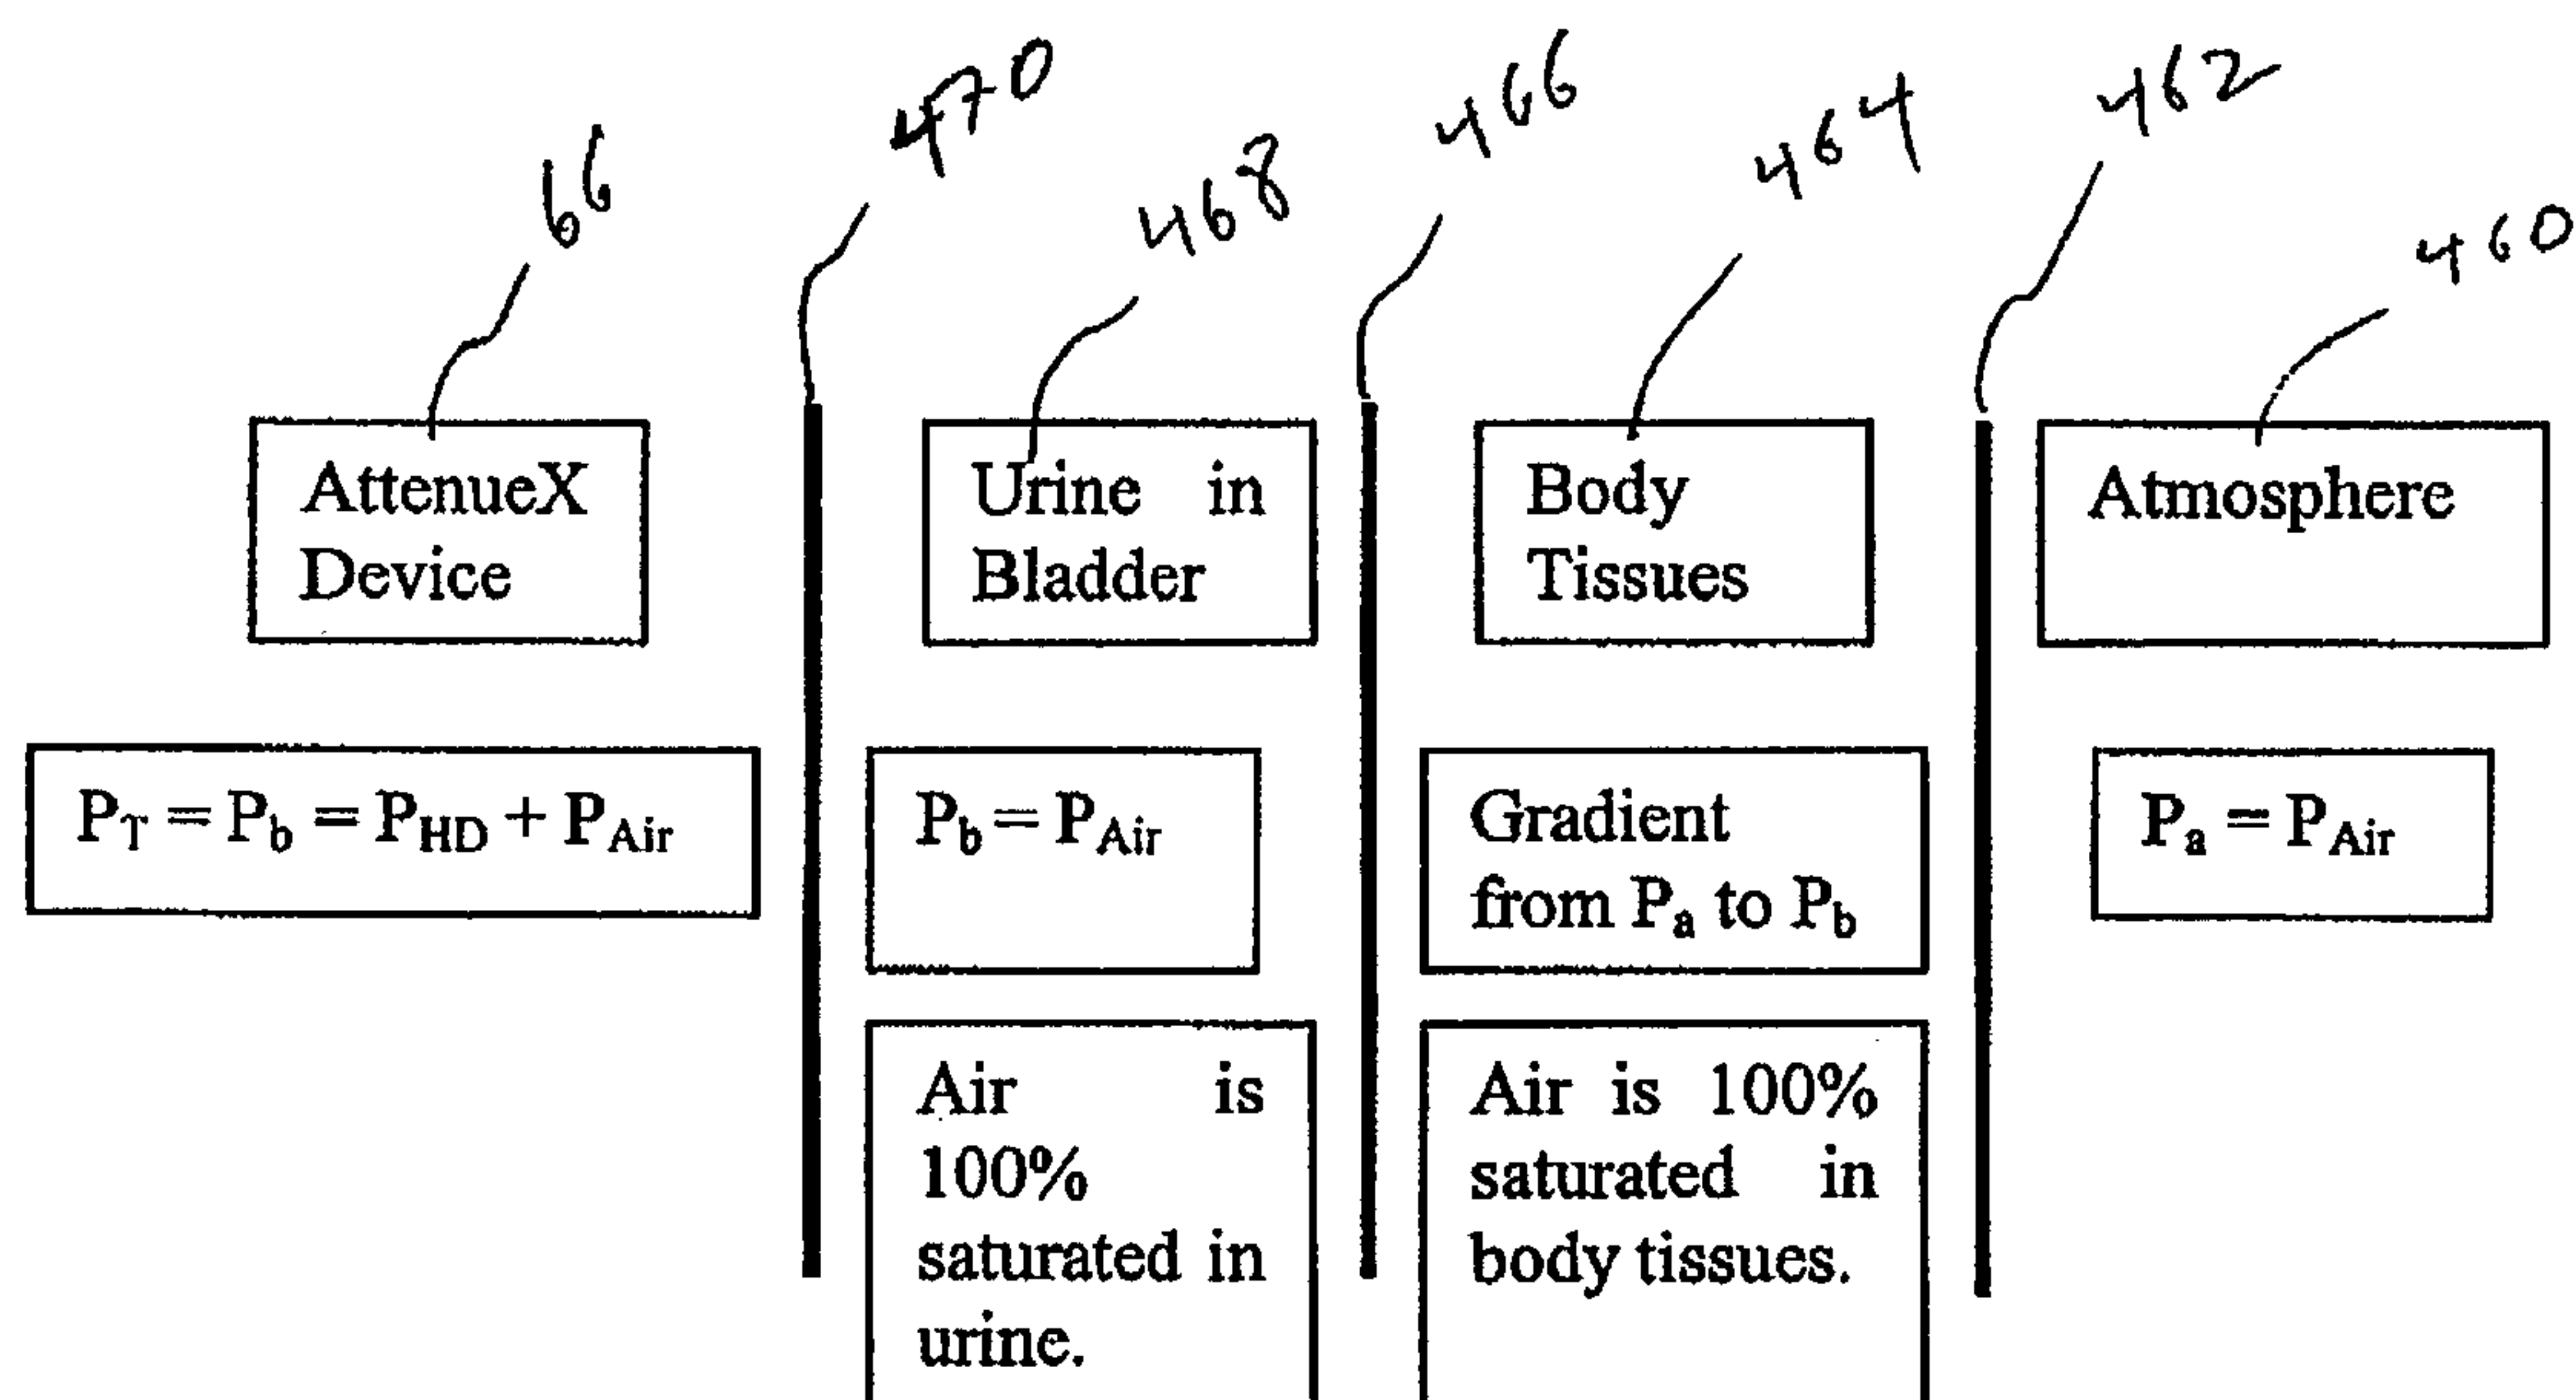 66
470
468
466
464
462
460
AttenueX
Device
Urine in
Bladder
Body
Tissues
Atmosphere
P_T = P_b = P_HD + P_Air
P_b = P_Air
Gradient
from P_a to P_b
P_a = P_Air
Air is
100%
saturated in
urine.
Air is 100%
saturated in
body tissues.